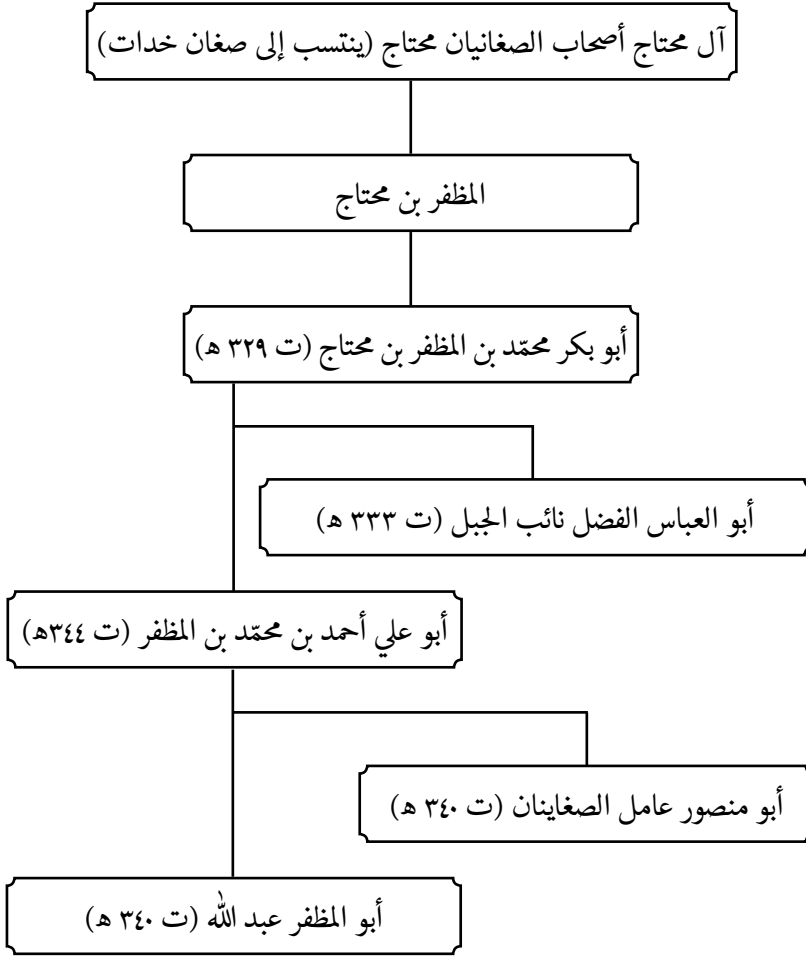 آل محتاج أصحاب الصغانيان محتاج (ينتسب إلى صغان خدات)
المظفر بن محتاج
أبو بكر محمّد بن المظفر بن محتاج (ت ٣٢٩ ه)
أبو العباس الفضل نائب الجبل (ت ٣٣٣ ه)
أبو علي أحمد بن محمّد بن المظفر (ت ٣٤٤ه)
أبو منصور عامل الصغاينان (ت ٣٤٠ ه)
أبو المظفر عبد الله (ت ٣٤٠ ه)